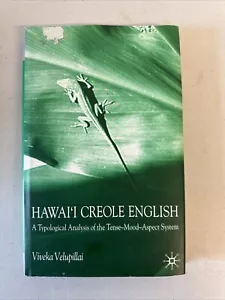 HAWAI'I CREOLE ENGLISH
A Typological Analysis of the Tense–Mood–Aspect System
Viveka Velupillai